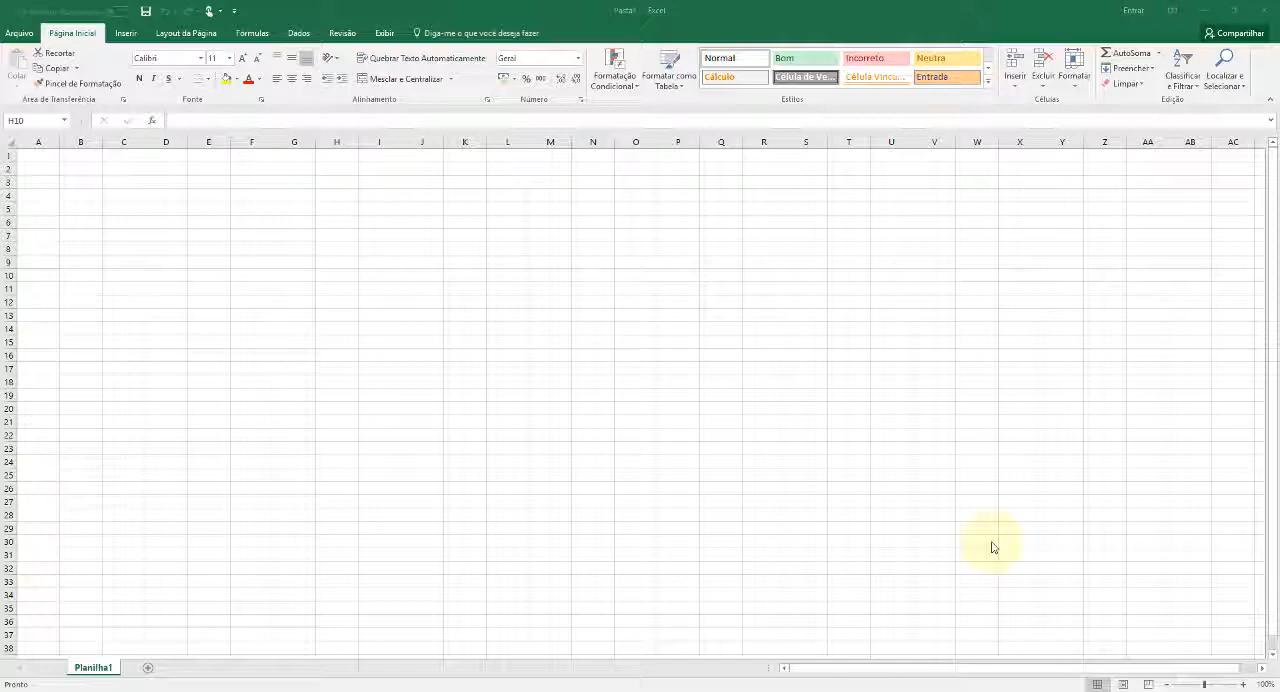 Pasta1 Excel Entrar
Arquivo Página Inicial Inserir Layout da Página Fórmulas Dados Revisão Exibir Diga-me o que você deseja fazer Compartilhar
Colar
Recortar
Copiar
Pincel de Formatação
Área de Transferência
Calibri 11
N I S
Fonte
Quebrar Texto Automaticamente
Mesclar e Centralizar
Alinhamento
Geral
% 000
Número
Formatação Condicional
Formatar como Tabela
Normal Bom Incorreto Neutra
Cálculo Célula de Ve... Célula Vincu... Entrada
Estilos
Inserir Excluir Formatar
Células
AutoSoma
Preencher
Limpar
Classificar e Filtrar
Localizar e Selecionar
Edição
H10 fx
A B C D E F G H I J K L M N O P Q R S T U V W X Y Z AA AB AC
1
2
3
4
5
6
7
8
9
10
11
12
13
14
15
16
17
18
19
20
21
22
23
24
25
26
27
28
29
30
31
32
33
34
35
36
37
38
Planilha1
Pronto 100%